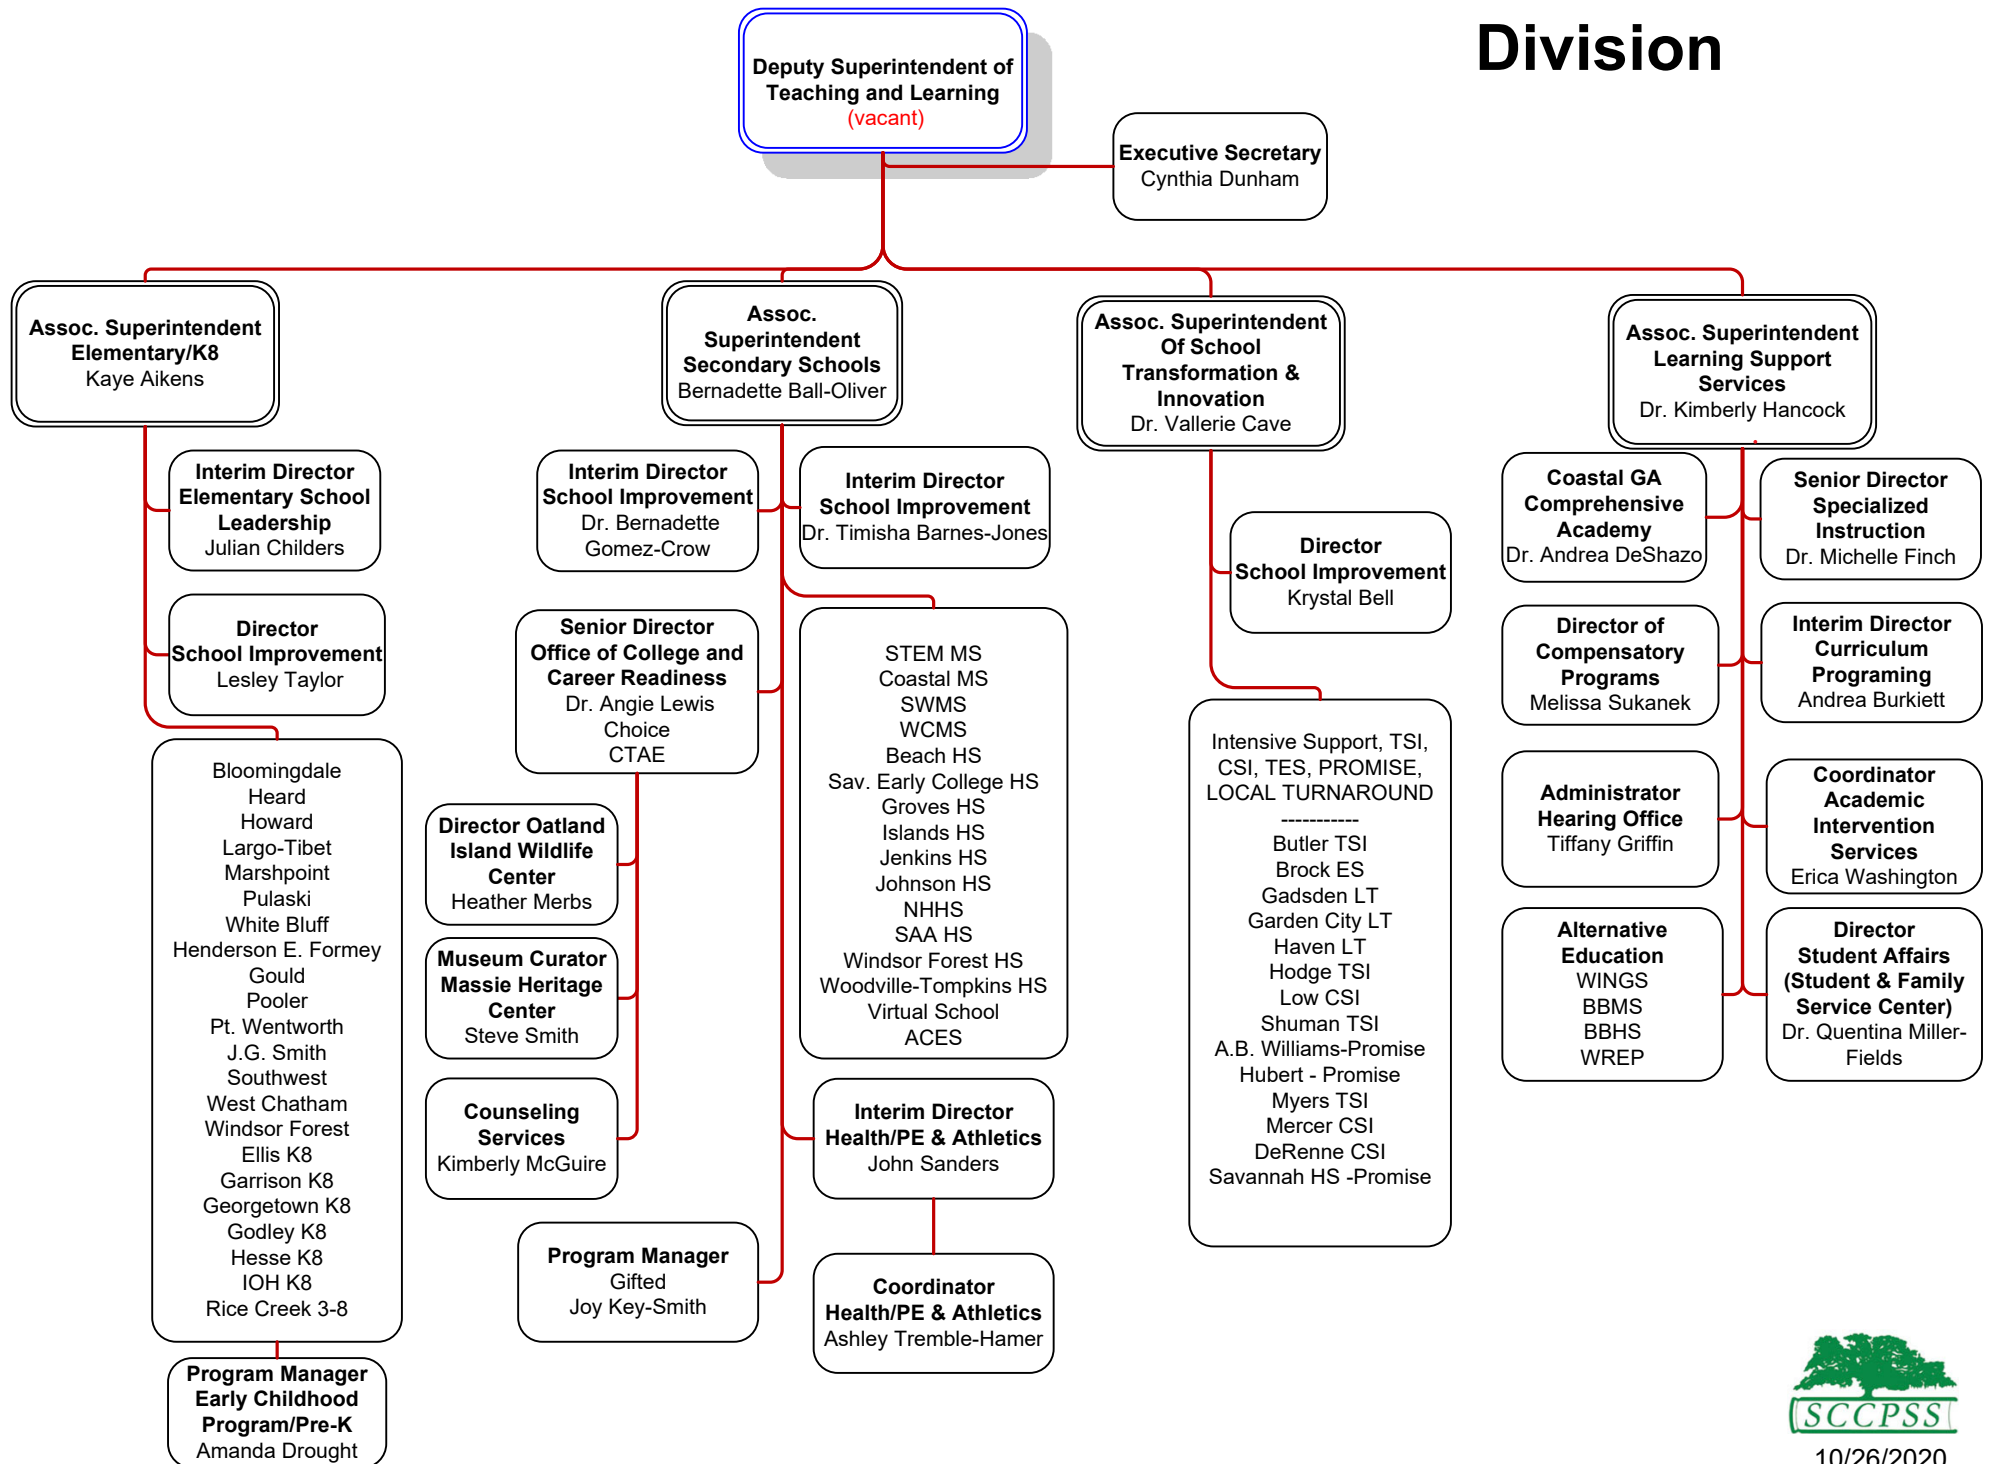 Division
Deputy Superintendent of
Teaching and Learning
(vacant)
Executive Secretary
Cynthia Dunham
Assoc. Superintendent
Elementary/K8
Kaye Aikens
Assoc.
Superintendent
Secondary Schools
Bernadette Ball-Oliver
Assoc. Superintendent
Of School
Transformation &
Innovation
Dr. Vallerie Cave
Assoc. Superintendent
Learning Support
Services
Dr. Kimberly Hancock
Interim Director
Elementary School
Leadership
Julian Childers
Director
School Improvement
Lesley Taylor
Bloomingdale
Heard
Howard
Largo-Tibet
Marshpoint
Pulaski
White Bluff
Henderson E. Formey
Gould
Pooler
Pt. Wentworth
J.G. Smith
Southwest
West Chatham
Windsor Forest
Ellis K8
Garrison K8
Georgetown K8
Godley K8
Hesse K8
IOH K8
Rice Creek 3-8
Program Manager
Early Childhood
Program/Pre-K
Amanda Drought
Interim Director
School Improvement
Dr. Bernadette
Gomez-Crow
Interim Director
School Improvement
Dr. Timisha Barnes-Jones
Senior Director
Office of College and
Career Readiness
Dr. Angie Lewis
Choice
CTAE
Director Oatland
Island Wildlife
Center
Heather Merbs
Museum Curator
Massie Heritage
Center
Steve Smith
Counseling
Services
Kimberly McGuire
Program Manager
Gifted
Joy Key-Smith
STEM MS
Coastal MS
SWMS
WCMS
Beach HS
Sav. Early College HS
Groves HS
Islands HS
Jenkins HS
Johnson HS
NHHS
SAA HS
Windsor Forest HS
Woodville-Tompkins HS
Virtual School
ACES
Interim Director
Health/PE & Athletics
John Sanders
Coordinator
Health/PE & Athletics
Ashley Tremble-Hamer
Director
School Improvement
Krystal Bell
Intensive Support, TSI,
CSI, TES, PROMISE,
LOCAL TURNAROUND
-----------
Butler TSI
Brock ES
Gadsden LT
Garden City LT
Haven LT
Hodge TSI
Low CSI
Shuman TSI
A.B. Williams-Promise
Hubert - Promise
Myers TSI
Mercer CSI
DeRenne CSI
Savannah HS -Promise
Coastal GA
Comprehensive
Academy
Dr. Andrea DeShazo
Senior Director
Specialized
Instruction
Dr. Michelle Finch
Director of
Compensatory
Programs
Melissa Sukanek
Interim Director
Curriculum
Programing
Andrea Burkiett
Administrator
Hearing Office
Tiffany Griffin
Coordinator
Academic
Intervention
Services
Erica Washington
Alternative
Education
WINGS
BBMS
BBHS
WREP
Director
Student Affairs
(Student & Family
Service Center)
Dr. Quentina Miller-
Fields
SCCPSS
10/26/2020